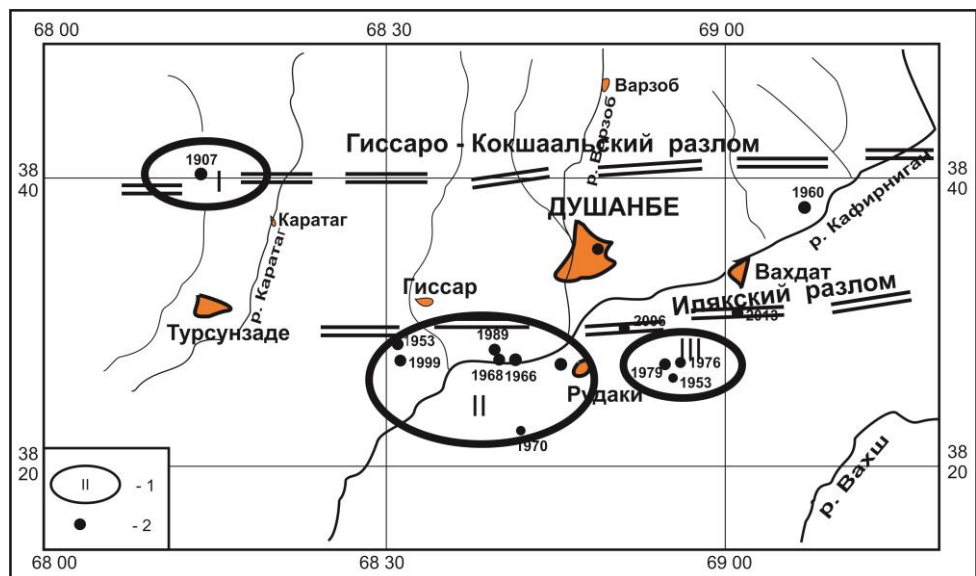 68 00
68 30
69 00
Варзоб
р. Варзоб
Гиссаро - Кокшаальский разлом
1907
I
38
40
38
40
1960
р. Кафирниган
Каратаг
р. Каратаг
ДУШАНБЕ
Вахдат
Гиссар
Илякский разлом
Турсунзаде
2006
2013
1953
1989
1999
1968
1966
III
1979
1976
1953
Рудаки
II
1970
38
20
38
20
р. Вахш
II
- 1
- 2
68 00
68 30
69 00